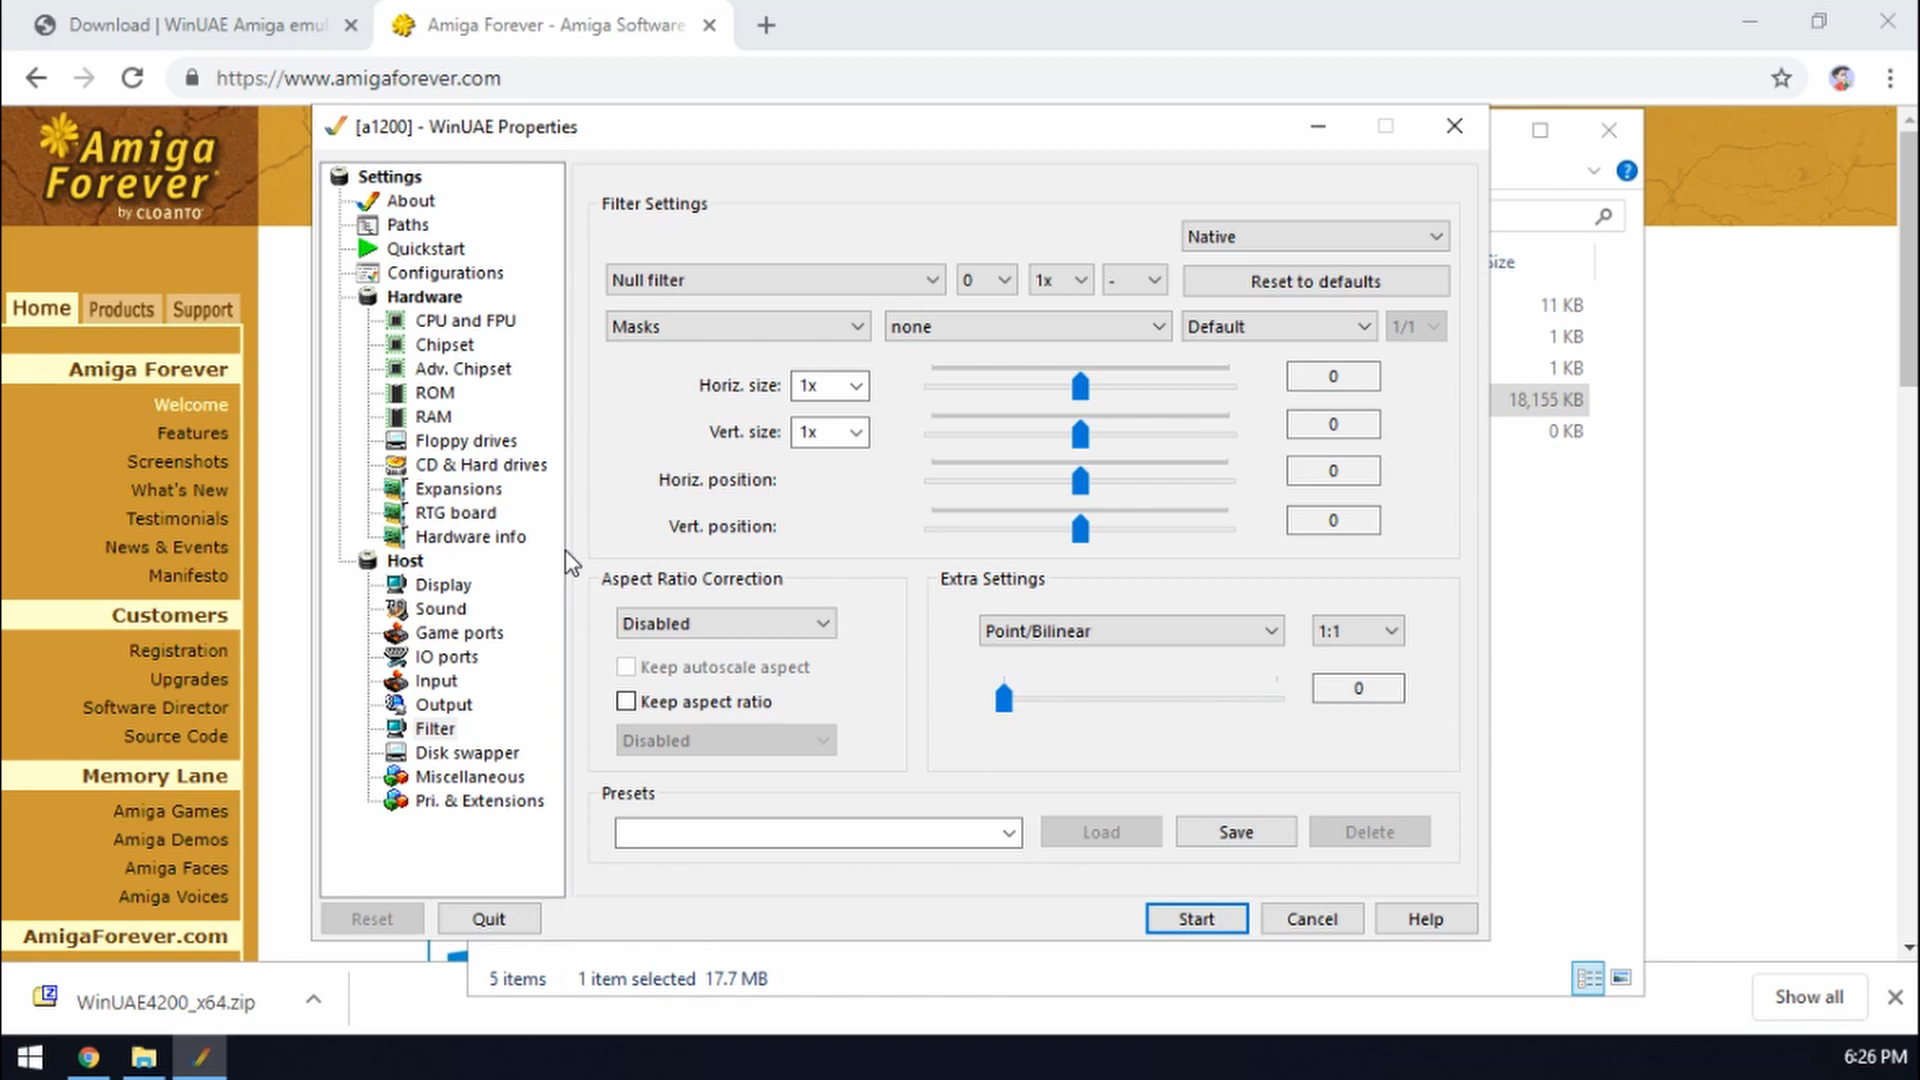 Download | WinUAE Amiga emul
Amiga Forever - Amiga Software
https://www.amigaforever.com
Amiga
Forever
by CLOANTO
Home
Products
Support
Amiga Forever
Welcome
Features
Screenshots
What's New
Testimonials
News & Events
Manifesto
Customers
Registration
Upgrades
Software Director
Source Code
Memory Lane
Amiga Games
Amiga Demos
Amiga Faces
Amiga Voices
AmigaForever.com
[a1200] - WinUAE Properties
Settings
About
Paths
Quickstart
Configurations
Hardware
CPU and FPU
Chipset
Adv. Chipset
ROM
RAM
Floppy drives
CD & Hard drives
Expansions
RTG board
Hardware info
Host
Display
Sound
Game ports
IO ports
Input
Output
Filter
Disk swapper
Miscellaneous
Pri. & Extensions
Filter Settings
Native
Null filter
0
1x
-
Reset to defaults
Masks
none
Default
1/1
Horiz. size:
1x
0
Vert. size:
1x
0
Horiz. position:
0
Vert. position:
0
Aspect Ratio Correction
Disabled
Keep autoscale aspect
Keep aspect ratio
Disabled
Extra Settings
Point/Bilinear
1:1
0
Presets
Load
Save
Delete
Reset
Quit
Start
Cancel
Help
?
Size
11 KB
1 KB
1 KB
18,155 KB
0 KB
5 items
1 item selected 17.7 MB
WinUAE4200_x64.zip
Show all
6:26 PM